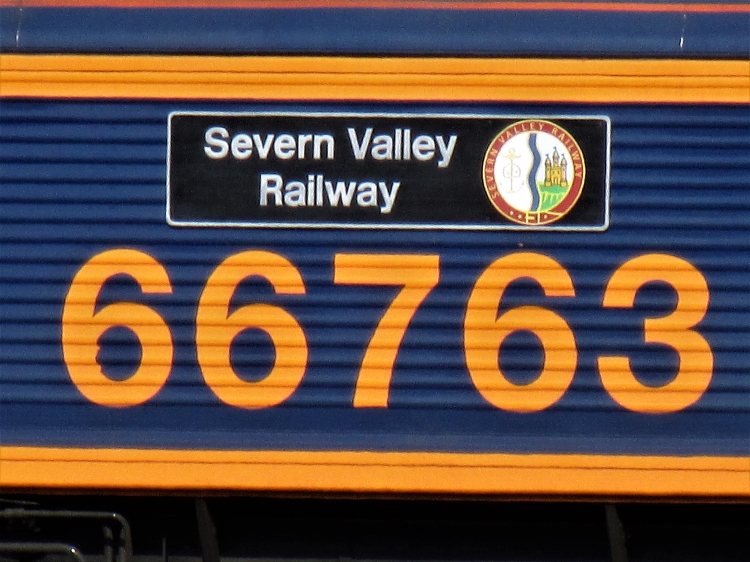 Severn Valley
Railway
SEVERN VALLEY RAILWAY
66763